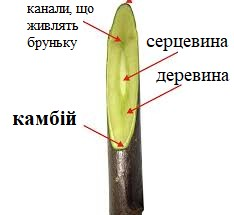 канали, що
живлять
бруньку
серцевина
деревина
камбій